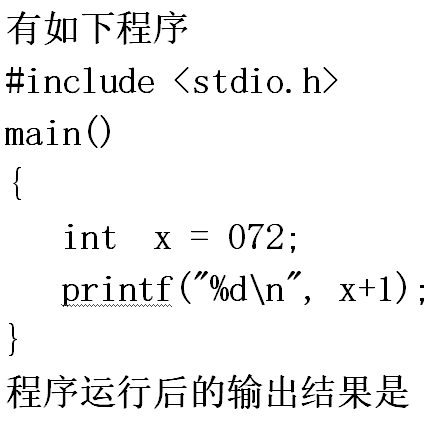 有如下程序
#include <stdio.h>
main()
{
int  x = 072;
printf("%d\n", x+1);
}
程序运行后的输出结果是